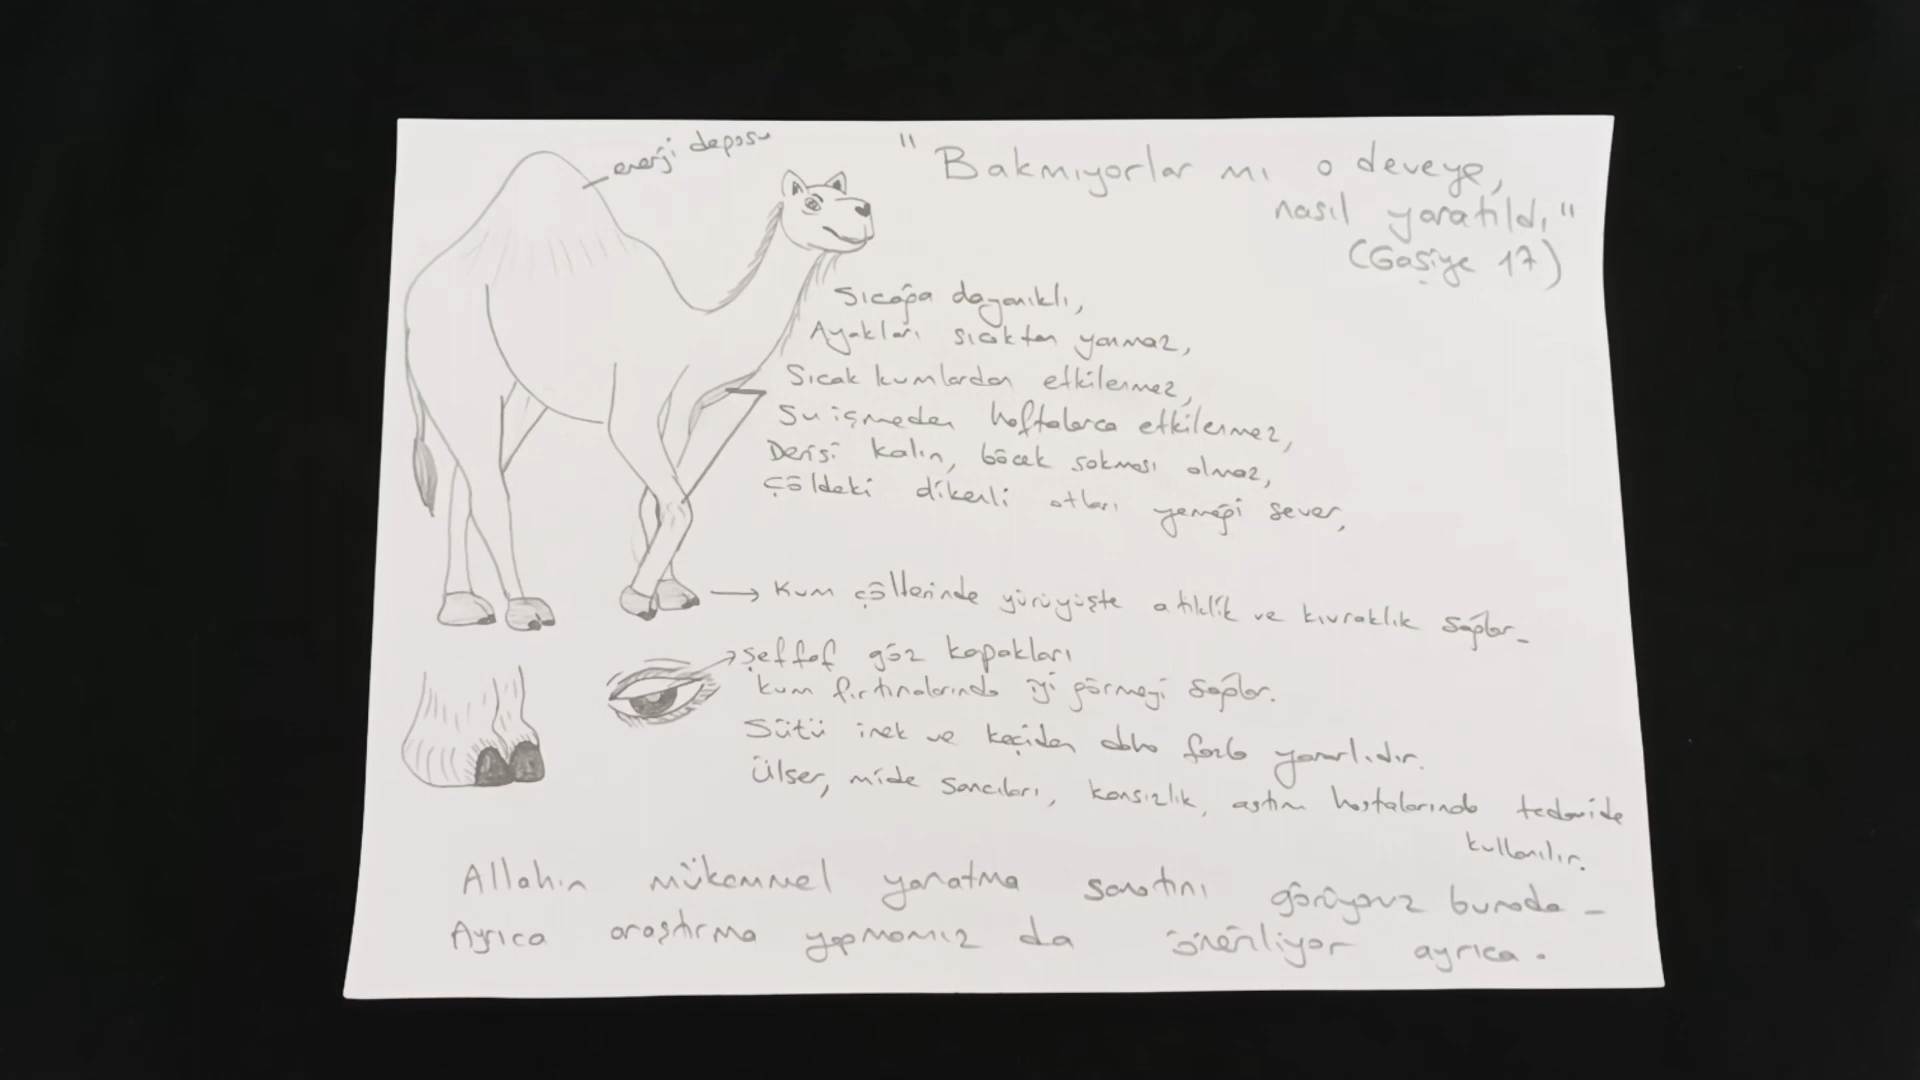 enerji deposu
"Bakmıyorlar mı o deveye,
nasıl yaratıldı"
(Gaşiye 17)
Sıcağa dayanıklı,
Ayakları sıcaktan yanmaz,
Sıcak kumlardan etkilenmez,
Su içmeden haftalarca etkilenmez,
Derisi kalın, böcek sokması olmaz,
Çöldeki dikenli otları yemeği sever,
Kum çöllerinde yürüyüşte atiklik ve kıvraklık sağlar.
Şeffaf göz kapakları
kum fırtınalarında iyi görmeyi sağlar.
Sütü inek ve keçiden daha fazla yararlıdır.
Ülser, mide sancıları, kansızlık, astım hastalarında tedavide
kullanılır.
Allahın mükemmel yaratma sanatını görüyoruz burada -
Ayrıca araştırma yapmamız da öneriliyor ayrıca.